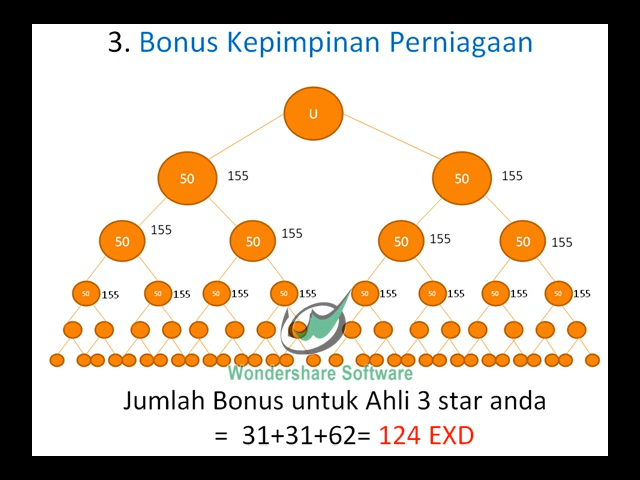 3. Bonus Kepimpinan Perniagaan
U
50 155 50 155
50 155 50 155 50 155 50 155
50 155 50 155 50 155 50 155 50 155 50 155 50 155 50 155
Wondershare Software
Jumlah Bonus untuk Ahli 3 star anda
= 31+31+62= 124 EXD